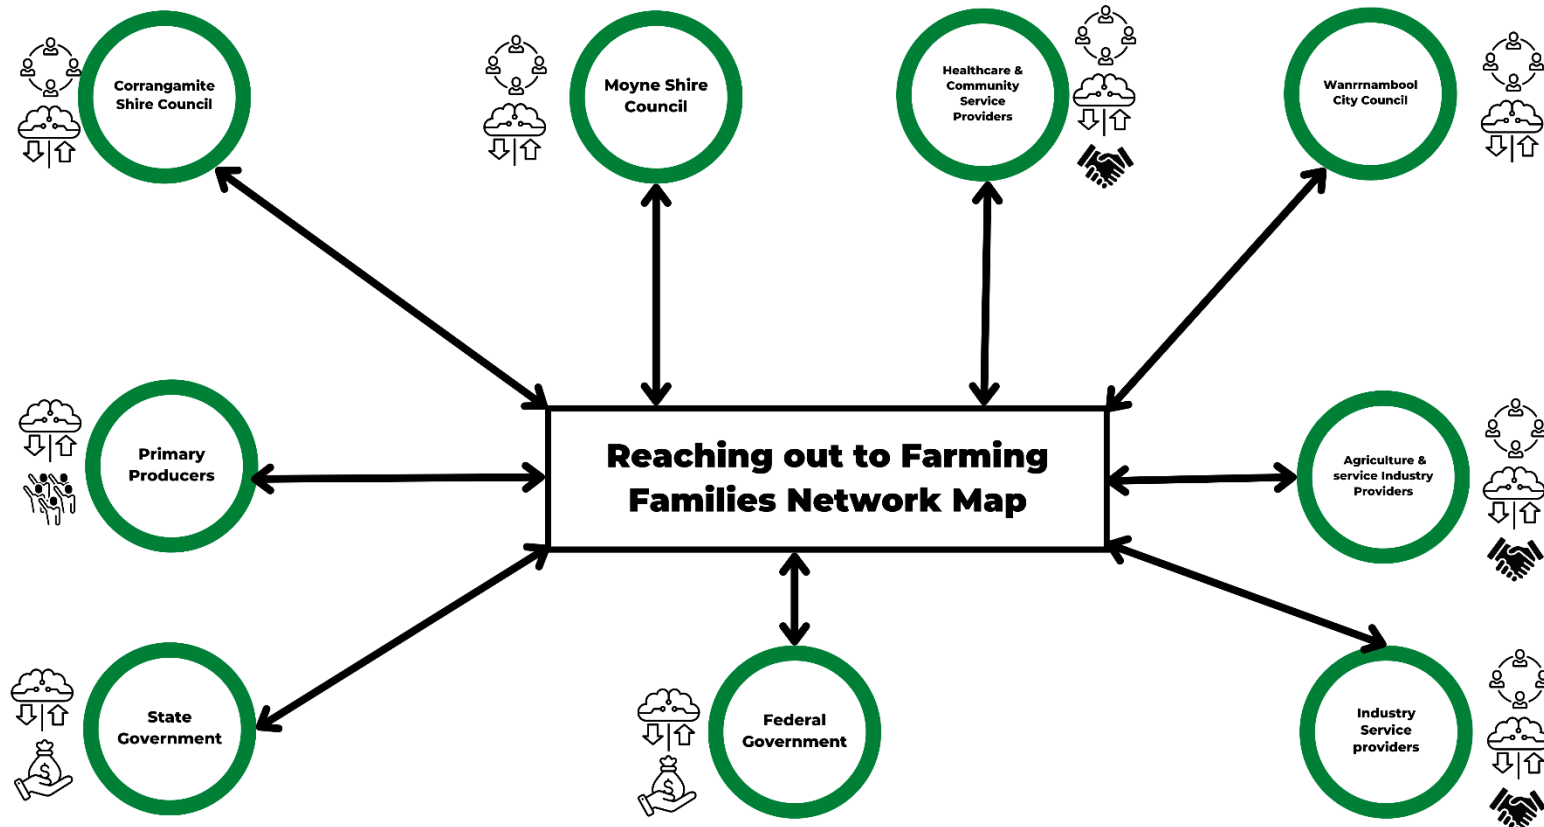 Corrangamite
Shire Council
Moyne Shire
Council
Healthcare &
Community
Service
Providers
Wanrrnambool
City Council
Primary
Producers
Reaching out to Farming
Families Network Map
Agriculture &
service Industry
Providers
State
Government
$
Federal
Government
$
Industry
Service
providers